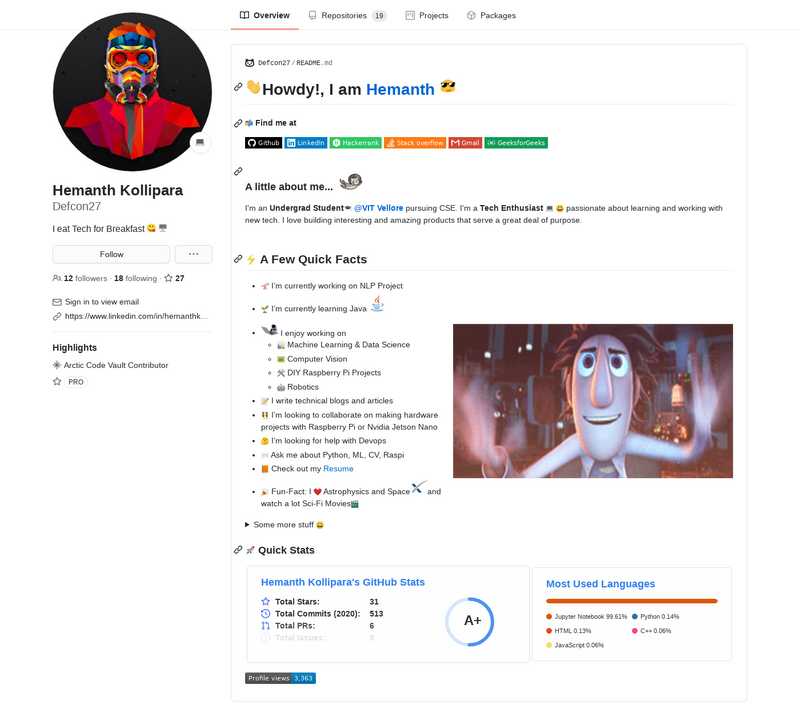 Overview
Repositories 19
Projects
Packages
Hemanth Kollipara
Defcon27
I eat Tech for Breakfast
Follow
12 followers · 18 following · 27
Sign in to view email
https://www.linkedin.com/in/hemanthk...
Highlights
Arctic Code Vault Contributor
PRO
Defcon27/README.md
Howdy!, I am Hemanth
Find me at
Github
LinkedIn
Hackerrank
Stack overflow
Gmail
GeeksforGeeks
A little about me...
I'm an Undergrad Student @VIT Vellore pursuing CSE. I'm a Tech Enthusiast passionate about learning and working with
new tech. I love building interesting and amazing products that serve a great deal of purpose.
A Few Quick Facts
I'm currently working on NLP Project
I'm currently learning Java
I enjoy working on
Machine Learning & Data Science
Computer Vision
DIY Raspberry Pi Projects
Robotics
I write technical blogs and articles
I'm looking to collaborate on making hardware
projects with Raspberry Pi or Nvidia Jetson Nano
I'm looking for help with Devops
Ask me about Python, ML, CV, Raspi
Check out my Resume
Fun-Fact: I ❤️ Astrophysics and Space and
watch a lot Sci-Fi Movies
Some more stuff
Quick Stats
Hemanth Kollipara's GitHub Stats
Total Stars: 31
Total Commits (2020): 513
Total PRs: 6
Total Issues:
A+
Most Used Languages
Jupyter Notebook 99.61%
Python 0.14%
HTML 0.13%
C++ 0.06%
JavaScript 0.06%
Profile views 3,363